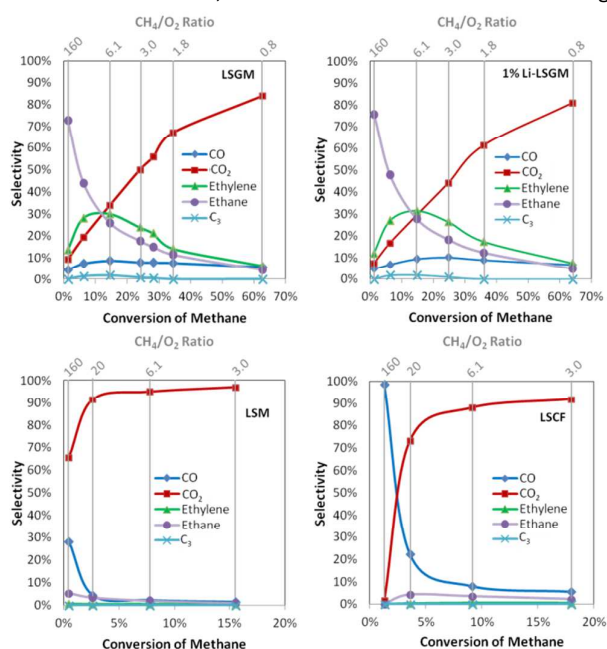 CH₄/O₂ Ratio
160 6.1 3.0 1.8 0.8
100%
90%
80%
70%
60%
50%
40%
30%
20%
10%
0%
Selectivity
LSGM
CO
CO₂
Ethylene
Ethane
C₃
0% 10% 20% 30% 40% 50% 60% 70%
Conversion of Methane
CH₄/O₂ Ratio
160 6.1 3.0 1.8 0.8
100%
90%
80%
70%
60%
50%
40%
30%
20%
10%
0%
Selectivity
1% Li-LSGM
CO
CO₂
Ethylene
Ethane
C₃
0% 10% 20% 30% 40% 50% 60% 70%
Conversion of Methane
CH₄/O₂ Ratio
160 20 6.1 3.0
100%
90%
80%
70%
60%
50%
40%
30%
20%
10%
0%
Selectivity
LSM
CO
CO₂
Ethylene
Ethane
C₃
0% 5% 10% 15% 20%
Conversion of Methane
CH₄/O₂ Ratio
160 20 6.1 3.0
100%
90%
80%
70%
60%
50%
40%
30%
20%
10%
0%
Selectivity
LSCF
CO
CO₂
Ethylene
Ethane
C₃
0% 5% 10% 15% 20%
Conversion of Methane